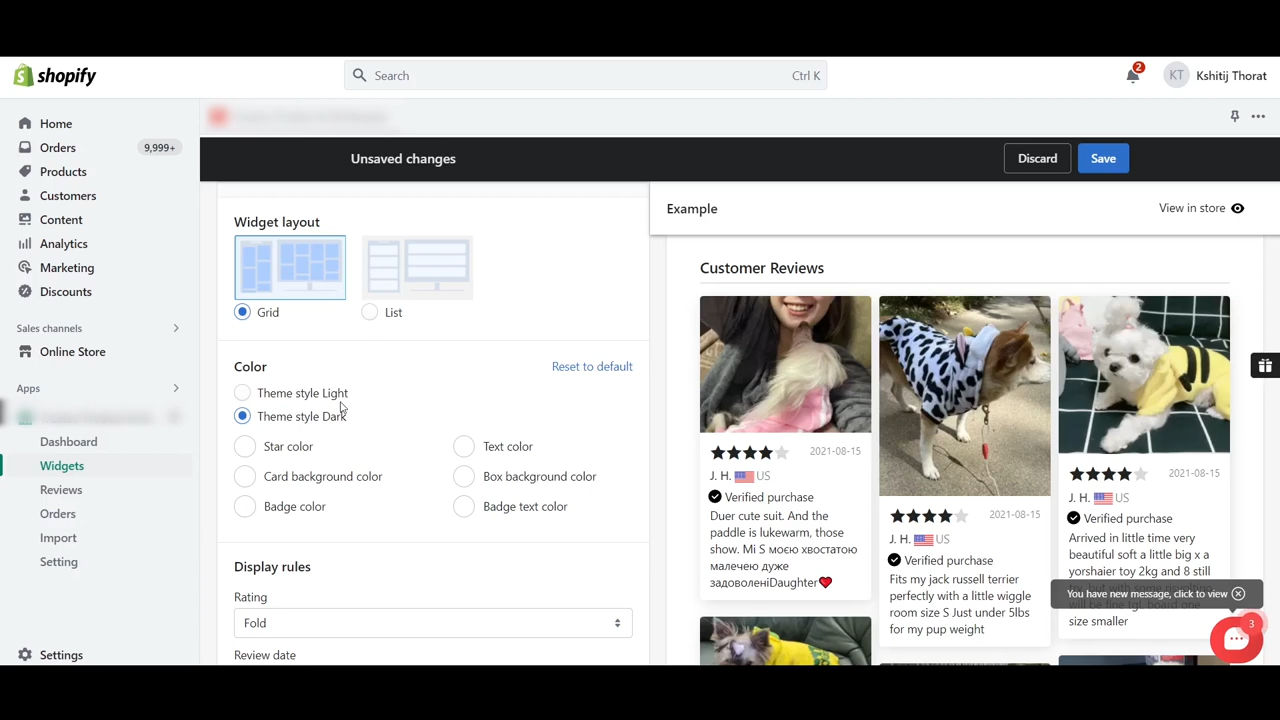 shopify
Search
Ctrl K
2
KT
Kshitij Thorat
Home
Orders
9,999+
Products
Customers
Content
Analytics
Marketing
Discounts
Sales channels
Online Store
Apps
Dashboard
Widgets
Reviews
Orders
Import
Setting
Settings
Unsaved changes
Discard
Save
Widget layout
Grid
List
Color
Reset to default
Theme style Light
Theme style Dark
Star color
Text color
Card background color
Box background color
Badge color
Badge text color
Display rules
Rating
Fold
Review date
Example
View in store
Customer Reviews
2021-08-15
J. H. US
Verified purchase
Duer cute suit. And the
paddle is lukewarm, those
show. Mi S моєю хвостатою
малечею дуже
задоволеніDaughter
2021-08-15
J. H. US
Verified purchase
Fits my jack russell terrier
perfectly with a little wiggle
room size S Just under 5lbs
for my pup weight
2021-08-15
J. H. US
Verified purchase
Arrived in little time very
beautiful soft a little big x a
yorshaier toy 2kg and 8 still
size smaller
You have new message, click to view
3